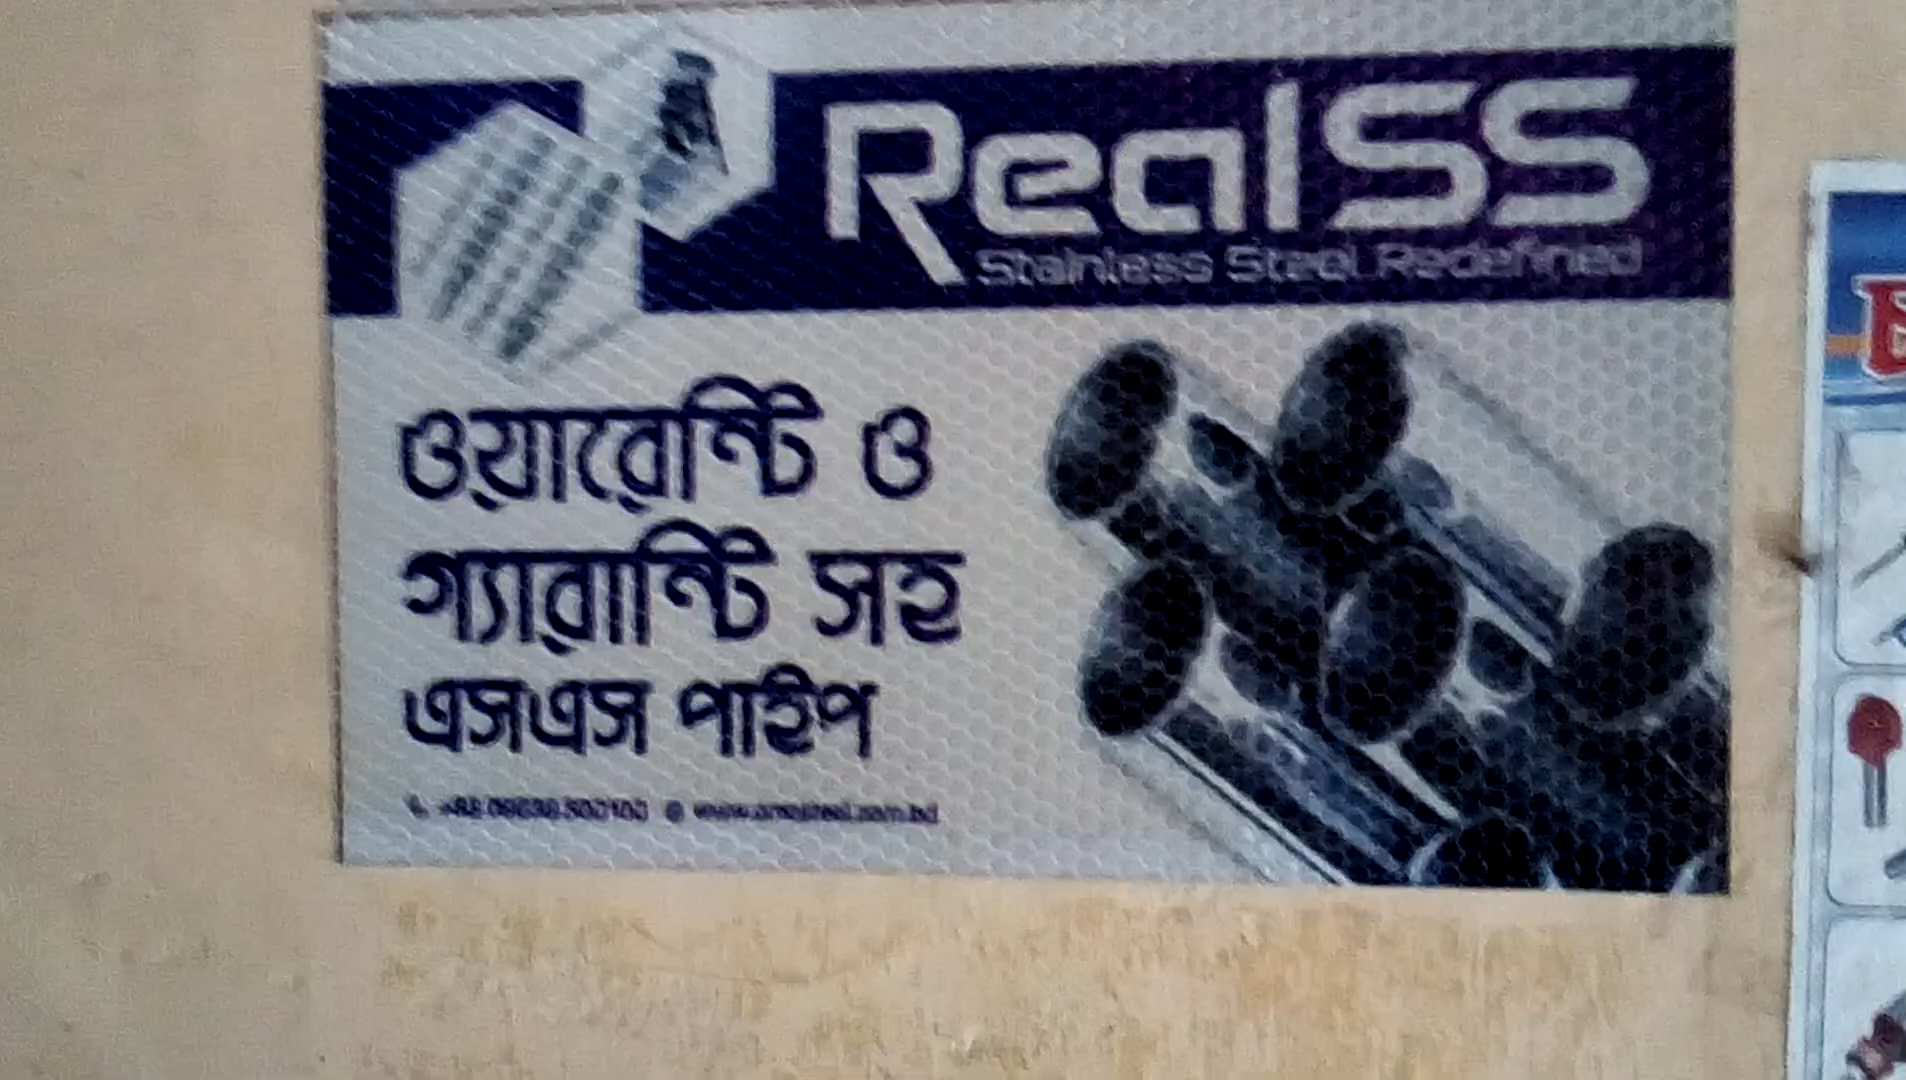 RealSS
Stainless Steel Redefined
ওয়ারেন্টি ও
গ্যারান্টি সহ
এসএস পাইপ